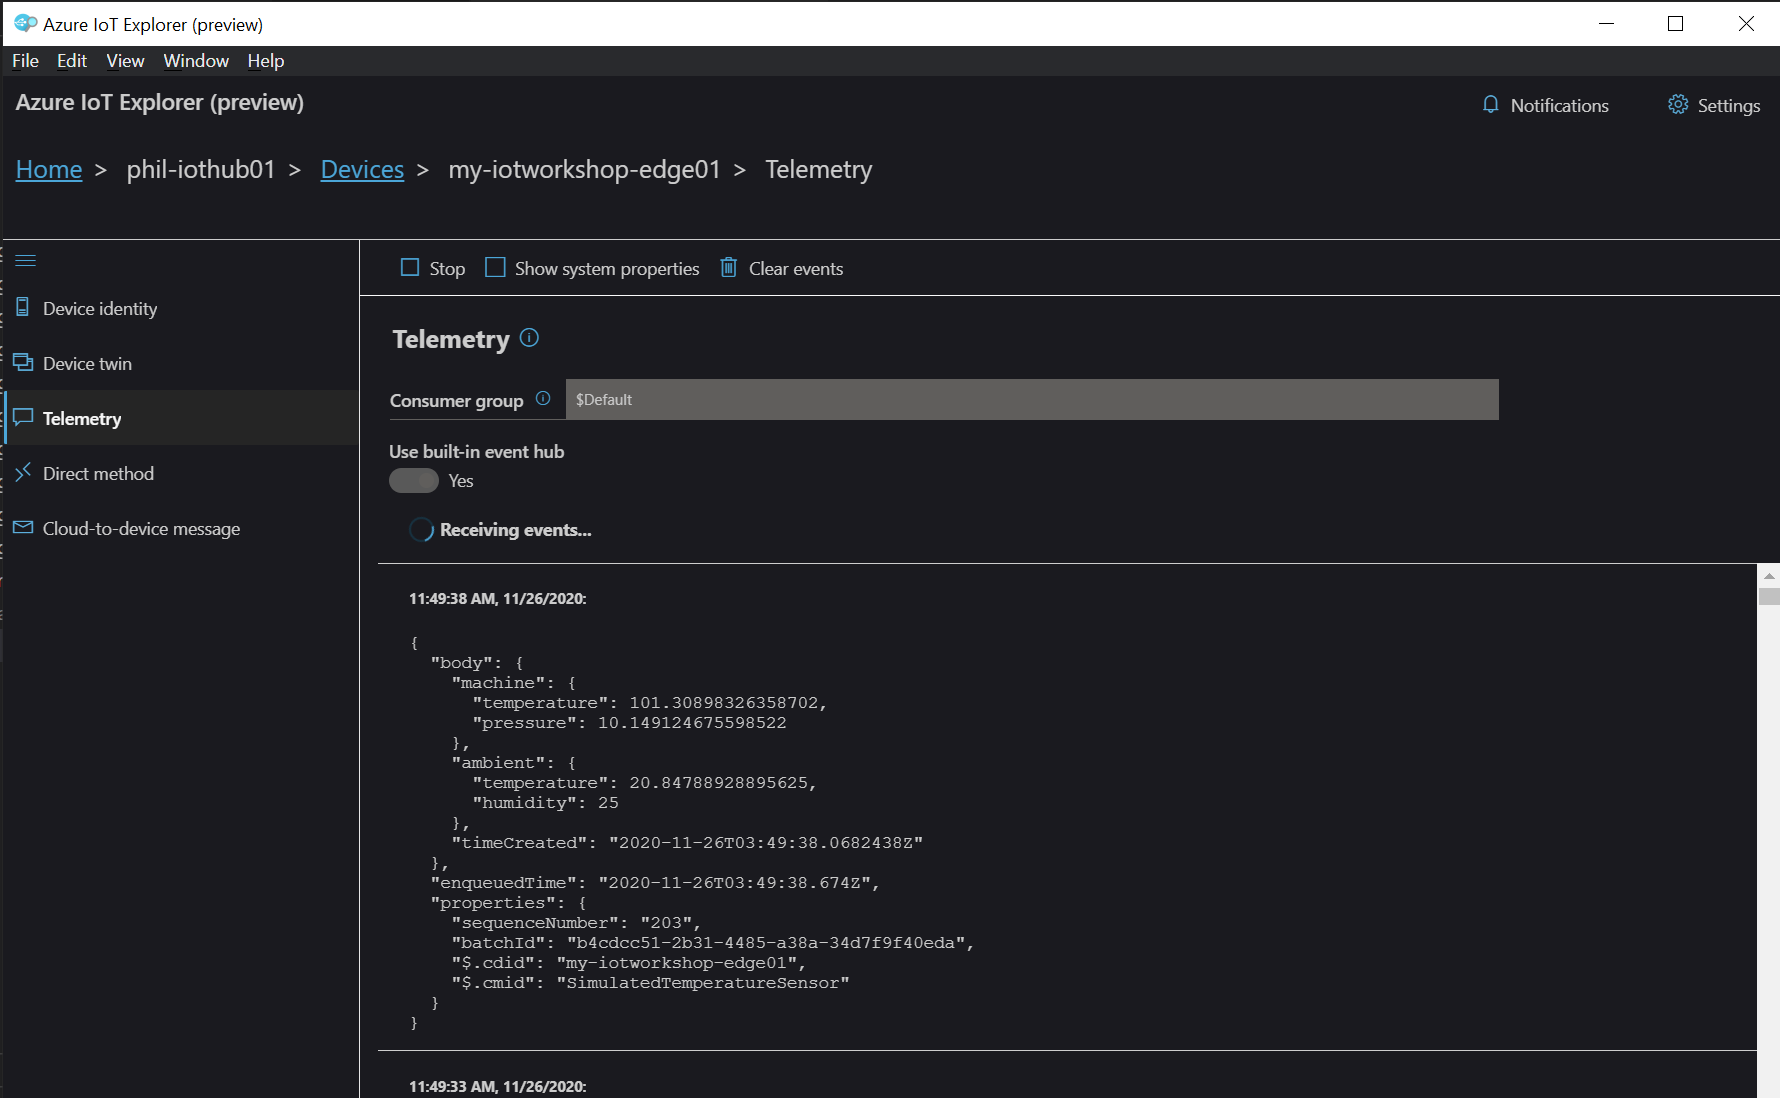 Azure IoT Explorer (preview)
File Edit View Window Help
Azure IoT Explorer (preview)
Notifications Settings
Home > phil-iothub01 > Devices > my-iotworkshop-edge01 > Telemetry
Stop Show system properties Clear events
Device identity
Device twin
Telemetry
Direct method
Cloud-to-device message
Telemetry
Consumer group $Default
Use built-in event hub
Yes
Receiving events...
11:49:38 AM, 11/26/2020:
{
"body": {
"machine": {
"temperature": 101.30898326358702,
"pressure": 10.149124675598522
},
"ambient": {
"temperature": 20.84788928895625,
"humidity": 25
},
"timeCreated": "2020-11-26T03:49:38.0682438Z"
},
"enqueuedTime": "2020-11-26T03:49:38.674Z",
"properties": {
"sequenceNumber": "203",
"batchId": "b4cdcc51-2b31-4485-a38a-34d7f9f40eda",
"$.cdid": "my-iotworkshop-edge01",
"$.cmid": "SimulatedTemperatureSensor"
}
}
11:49:33 AM, 11/26/2020: